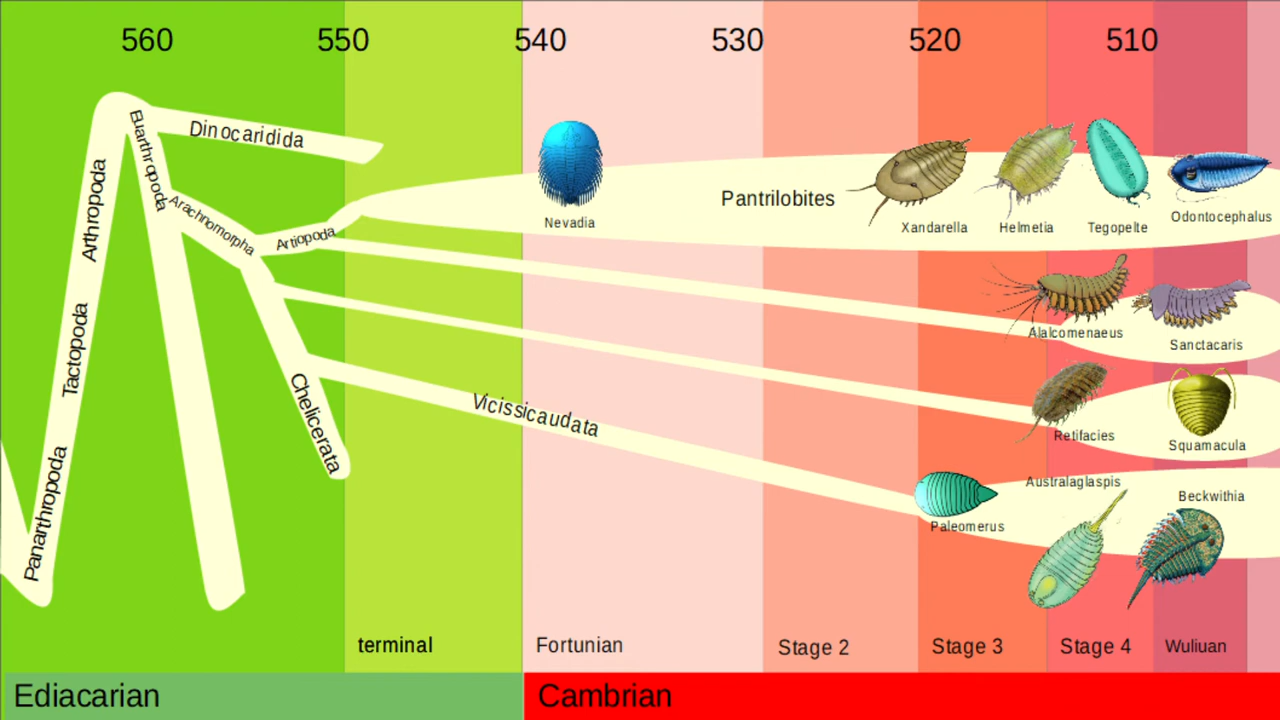 560 550 540 530 520 510
Dinocaridida
Euarthropoda
Arthropoda
Tactopoda
Panarthropoda
Arachnomorpha
Artiopoda
Chelicerata
Vicissicaudata
Nevadia
Pantrilobites
Xandarella
Helmetia
Tegopelte
Odontocephalus
Alalcomenaeus
Sanctacaris
Retifacies
Squamacula
Australaglaspis
Beckwithia
Paleomerus
terminal
Fortunian
Stage 2
Stage 3
Stage 4
Wuliuan
Ediacarian
Cambrian